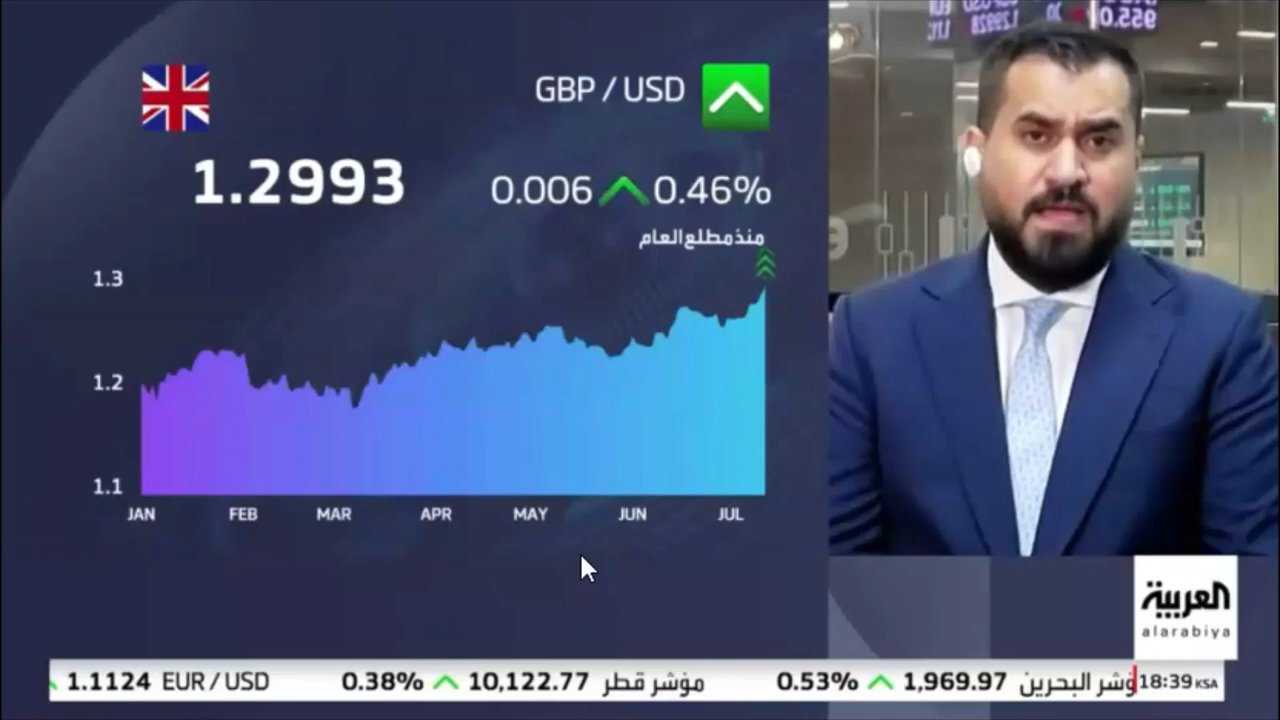 GBP / USD
1.2993
0.006 0.46%
منذ مطلع العام
1.3
1.2
1.1
JAN FEB MAR APR MAY JUN JUL
العربية
alarabiya
1.1124 EUR/USD 0.38% 10,122.77 مؤشر قطر 0.53% 1,969.97 ؤشر البحرين 18:39 KSA